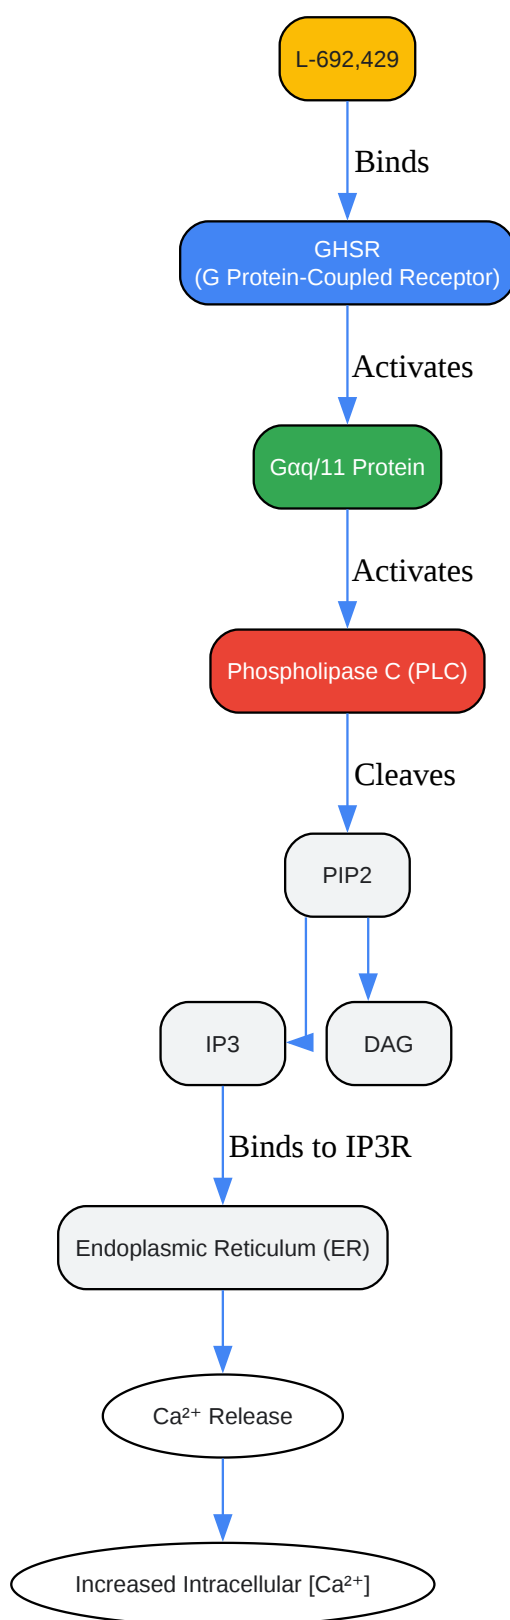 L-692,429
Binds
GHSR
(G Protein-Coupled Receptor)
Activates
Gαq/11 Protein
Activates
Phospholipase C (PLC)
Cleaves
PIP2
IP3
DAG
Binds to IP3R
Endoplasmic Reticulum (ER)
Ca²⁺ Release
Increased Intracellular [Ca²⁺]